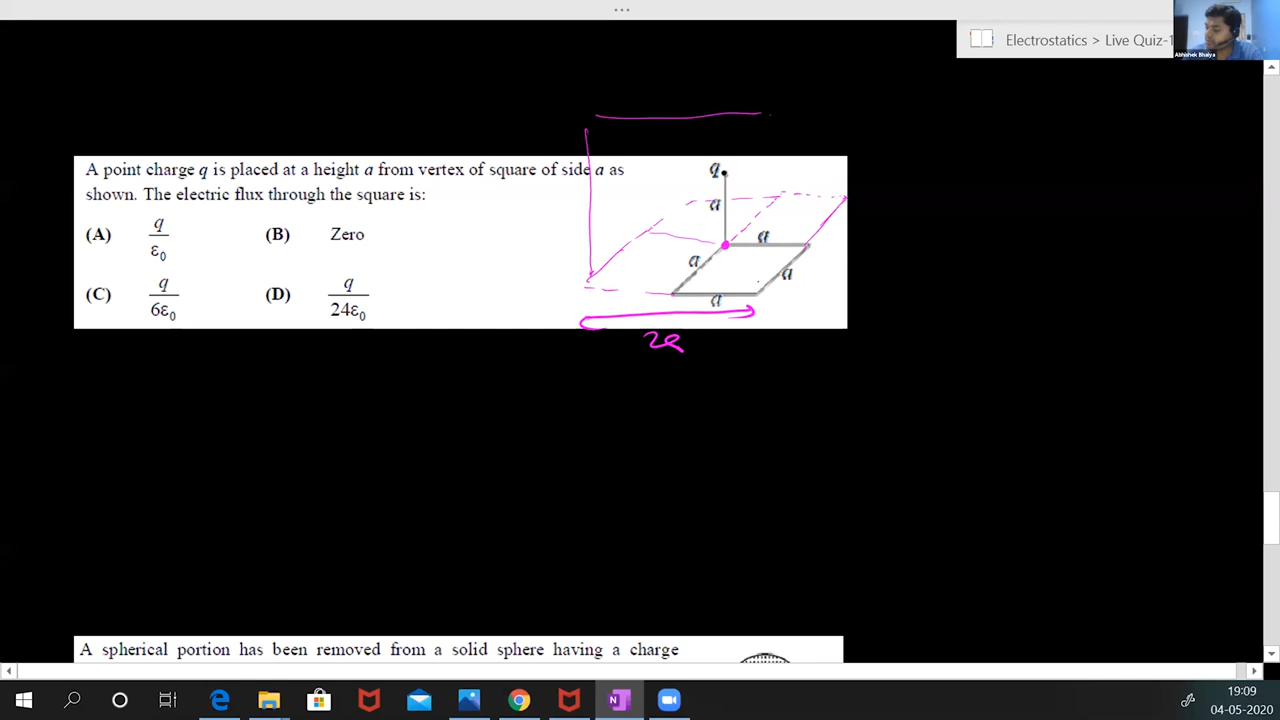 Electrostatics > Live Quiz-1
Abhishek Bhaiya
A point charge q is placed at a height a from vertex of square of side a as
shown. The electric flux through the square is:
(A) q/ε0 (B) Zero
(C) q/6ε0 (D) q/24ε0
q
a
a
a
a
a
2a
A spherical portion has been removed from a solid sphere having a charge
N
19:09
04-05-2020